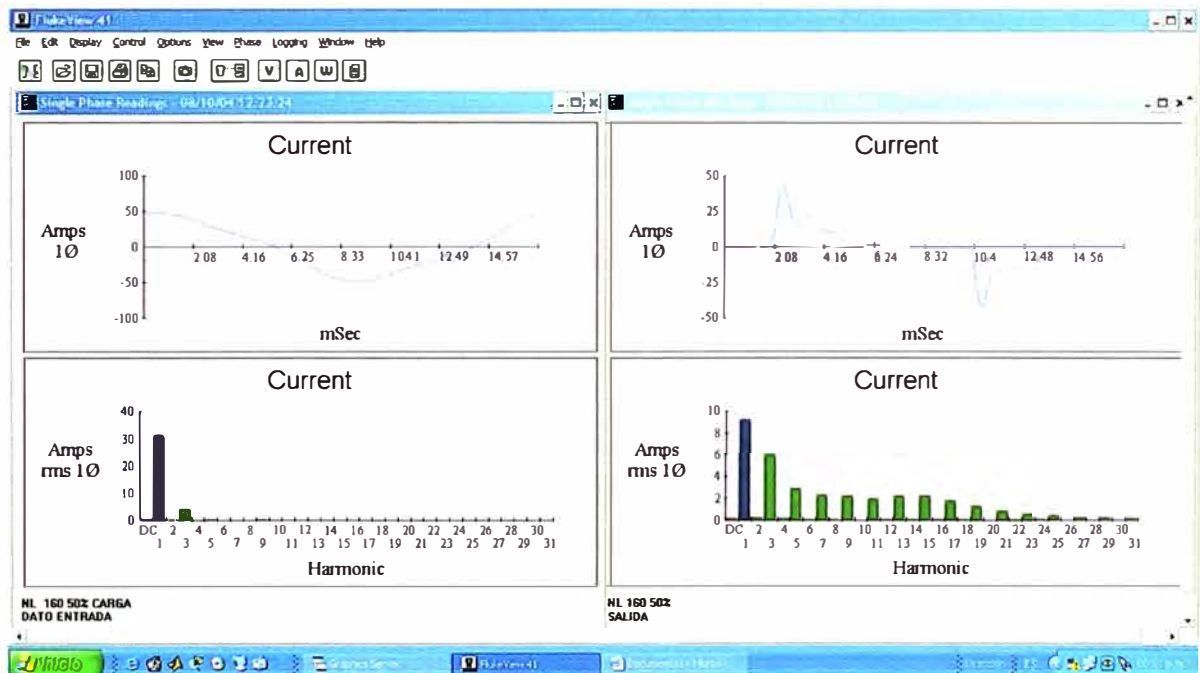 FlukeView 41
File Edit Display Control Options View Phase Logging Window Help
V A W
Single Phase Readings - 08/10/04 12:23:24
Current
100
50
0
-50
-100
Amps
1Ø
2.08 4.16 6.25 8.33 10.41 12.49 14.57
mSec
Current
40
30
20
10
0
Amps
rms 1Ø
DC 2 4 6 8 10 12 14 16 18 20 22 24 26 28 30
1 3 5 7 9 11 13 15 17 19 21 23 25 27 29 31
Harmonic
NL 160 50% CARGA
DATO ENTRADA
Current
50
25
0
-25
-50
Amps
1Ø
2.08 4.16 6.24 8.32 10.4 12.48 14.56
mSec
Current
10
8
6
4
2
0
Amps
rms 1Ø
DC 2 4 6 8 10 12 14 16 18 20 22 24 26 28 30
1 3 5 7 9 11 13 15 17 19 21 23 25 27 29 31
Harmonic
NL 160 50%
SALIDA
Inicio
Graphics Server
FlukeView 41
ES